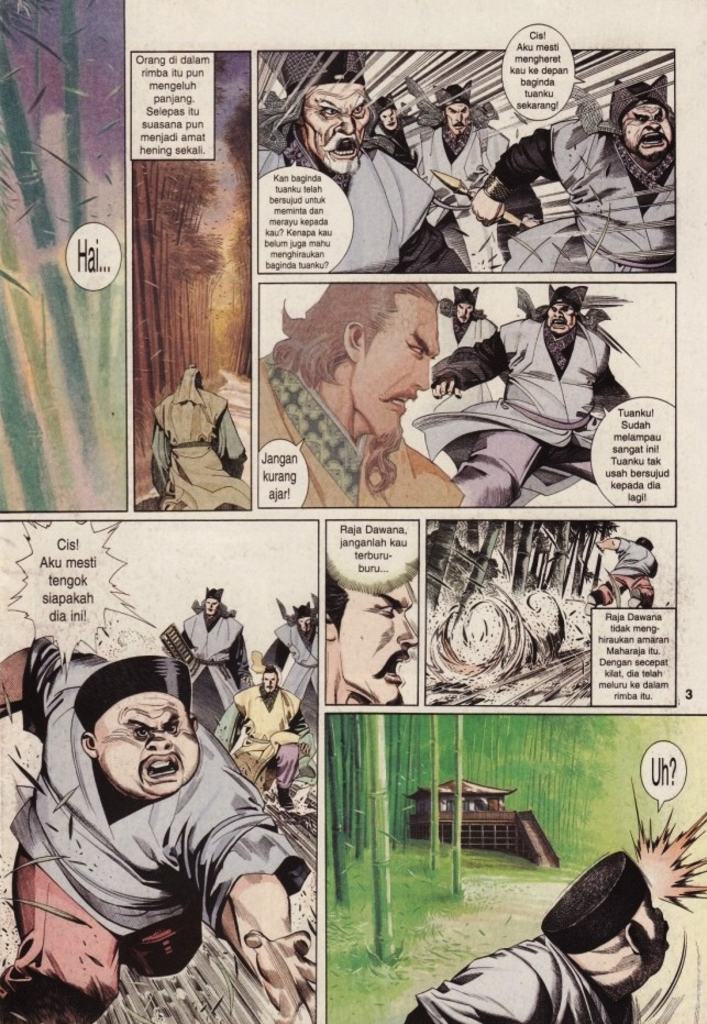 Hai...
Orang di dalam
rimba itu pun
mengeluh
panjang.
Selepas itu
suasana pun
menjadi amat
hening sekali.
Kan baginda
tuanku telah
bersujud untuk
meminta dan
merayu kepada
kau? Kenapa kau
belum juga mahu
menghiraukan
baginda tuanku?
Cis!
Aku mesti
mengheret
kau ke depan
baginda
tuanku
sekarang!
Jangan
kurang
ajar!
Tuanku!
Sudah
melampau
sangat ini!
Tuanku tak
usah bersujud
kepada dia
lagi!
Cis!
Aku mesti
tengok
siapakah
dia ini!
Raja Dawana,
janganlah kau
terburu-
buru...
Raja Dawana
tidak meng-
hiraukan amaran
Maharaja itu.
Dengan secepat
kilat, dia telah
meluru ke dalam
rimba itu.
3
Uh?